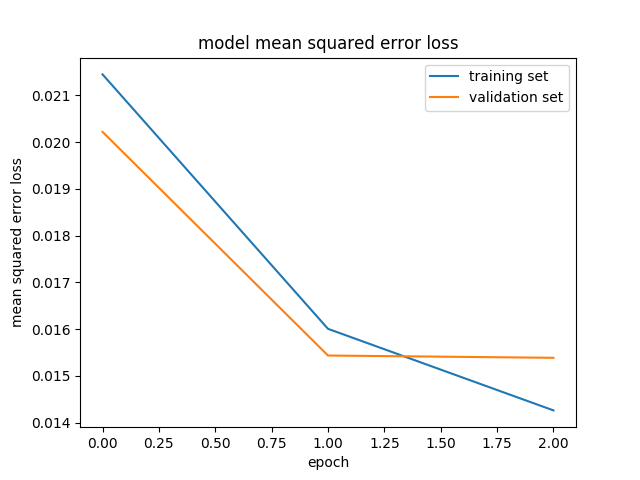 model mean squared error loss
training set
validation set
mean squared error loss
0.021
0.020
0.019
0.018
0.017
0.016
0.015
0.014
0.00 0.25 0.50 0.75 1.00 1.25 1.50 1.75 2.00
epoch